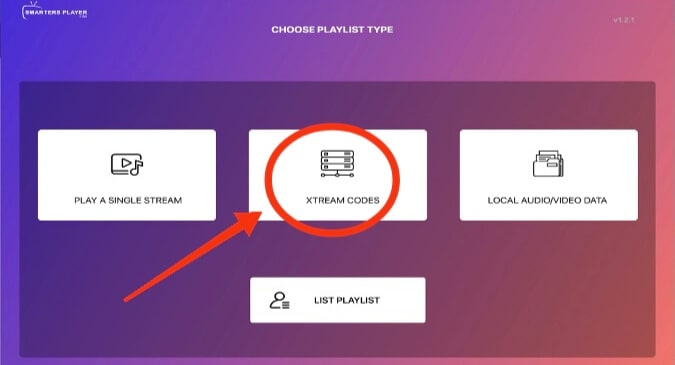 SMARTERS PLAYER
v1.2.1
CHOOSE PLAYLIST TYPE
PLAY A SINGLE STREAM
XTREAM CODES
LOCAL AUDIO/VIDEO DATA
LIST PLAYLIST